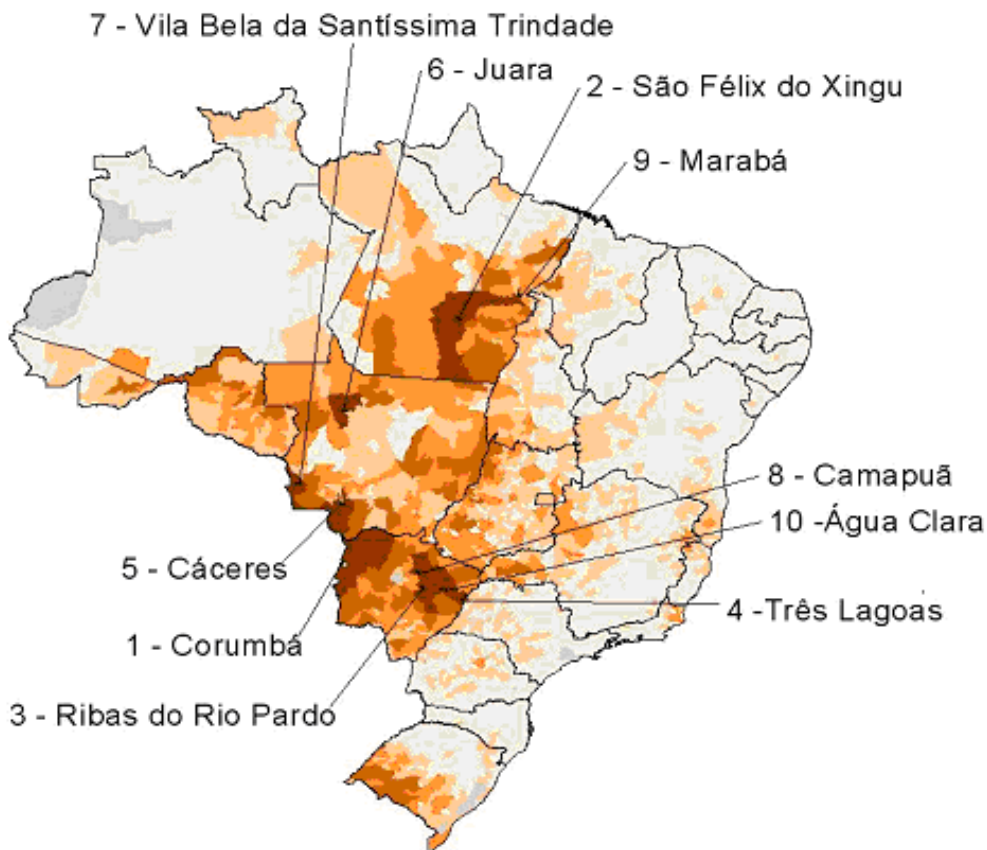 7 - Vila Bela da Santíssima Trindade
6 - Juara
2 - São Félix do Xingu
9 - Marabá
8 - Camapuã
10 -Água Clara
5 - Cáceres
4 -Três Lagoas
1 - Corumbá
3 - Ribas do Rio Pardo